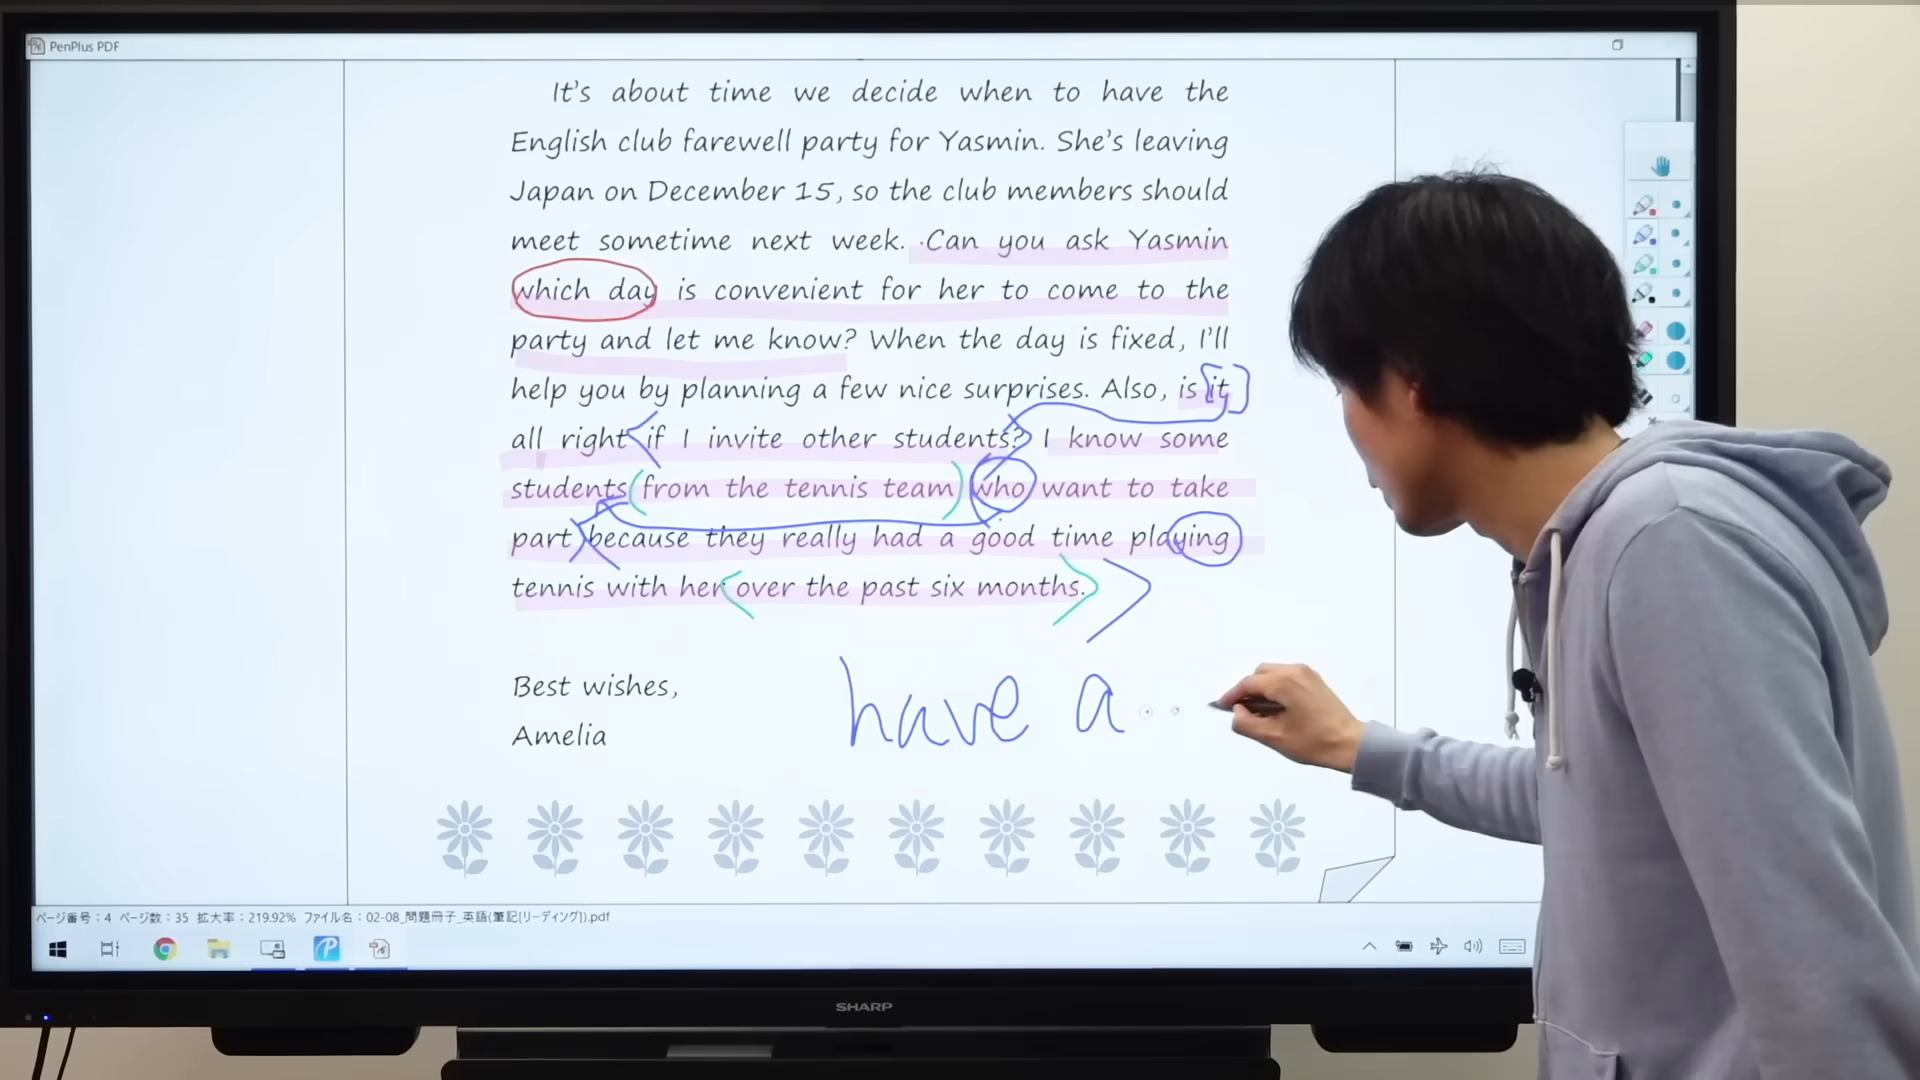 PenPlus PDF
It's about time we decide when to have the
English club farewell party for Yasmin. She's leaving
Japan on December 15, so the club members should
meet sometime next week. Can you ask Yasmin
which day is convenient for her to come to the
party and let me know? When the day is fixed, I'll
help you by planning a few nice surprises. Also, is it
all right if I invite other students? I know some
students from the tennis team who want to take
part because they really had a good time playing
tennis with her over the past six months.
Best wishes,
Amelia
have a
ページ番号：4 ページ数：35 拡大率：219.92% ファイル名：02-08_問題冊子_英語(筆記[リーディング]).pdf
SHARP